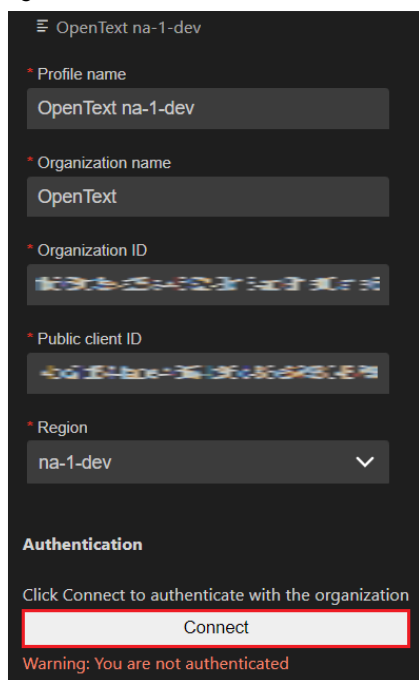 OpenText na-1-dev
* Profile name
OpenText na-1-dev
* Organization name
OpenText
* Organization ID
* Public client ID
* Region
na-1-dev
Authentication
Click Connect to authenticate with the organization
Connect
Warning: You are not authenticated